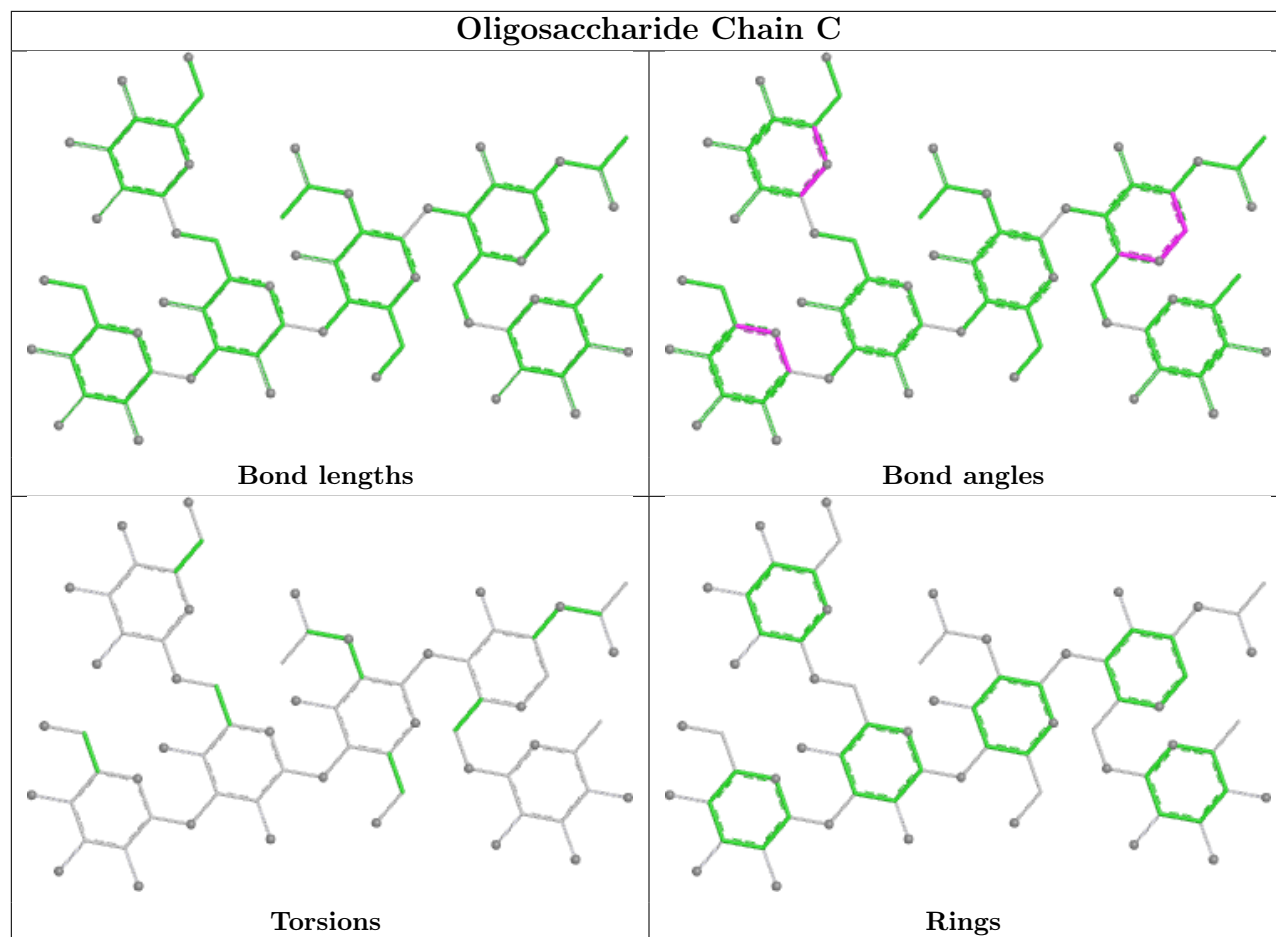 Oligosaccharide Chain C
Bond lengths
Bond angles
Torsions
Rings